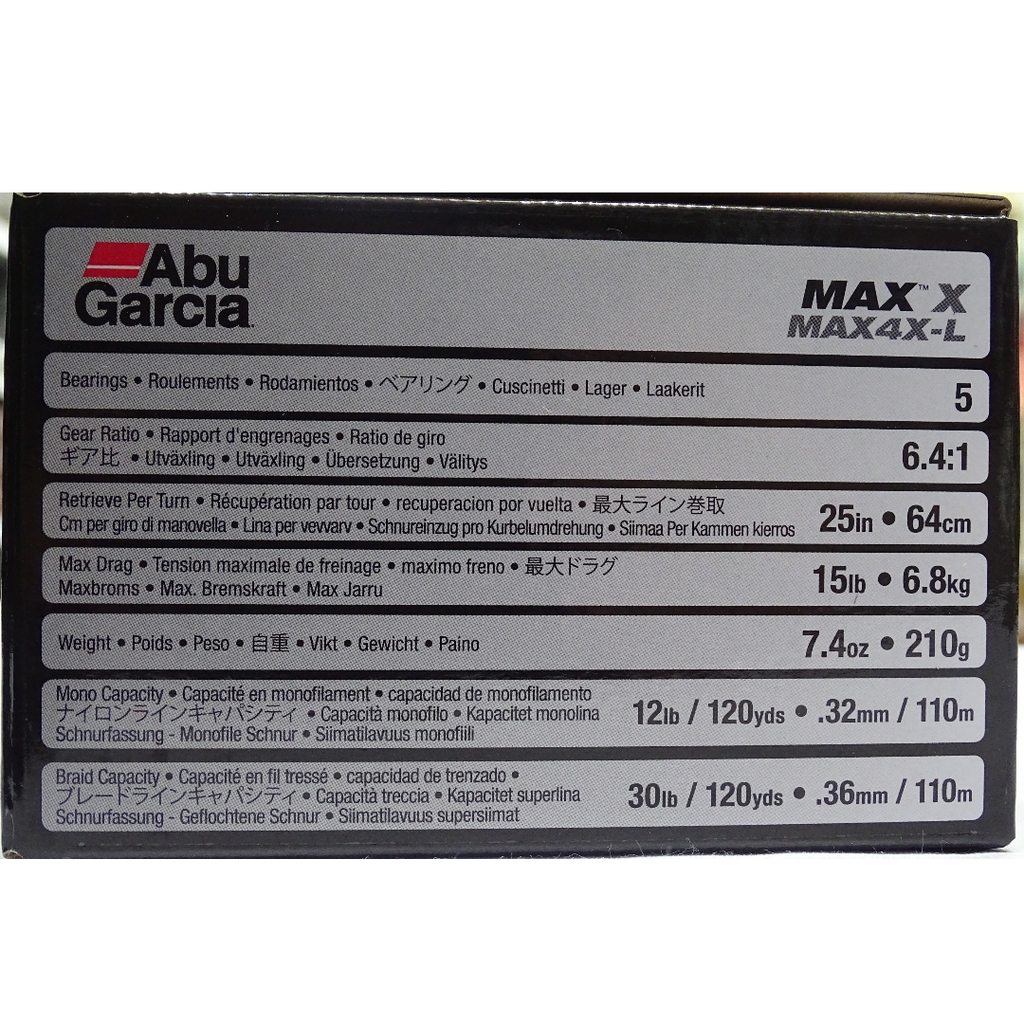 Abu
Garcia
MAX™ X
MAX4X-L
Bearings • Roulements • Rodamientos • ベアリング • Cuscinetti • Lager • Laakerit
5
Gear Ratio • Rapport d'engrenages • Ratio de giro
ギア比 • Utväxling • Utväxling • Übersetzung • Välitys
6.4:1
Retrieve Per Turn • Récupération par tour • recuperacion por vuelta • 最大ライン巻取
Cm per giro di manovella • Lina per vevvarv • Schnureinzug pro Kurbelumdrehung • Siimaa Per Kammen kierros
25in • 64cm
Max Drag • Tension maximale de freinage • maximo freno • 最大ドラグ
Maxbroms • Max. Bremskraft • Max Jarru
15lb • 6.8kg
Weight • Poids • Peso • 自重 • Vikt • Gewicht • Paino
7.4oz • 210g
Mono Capacity • Capacité en monofilament • capacidad de monofilamento
ナイロンラインキャパシティ • Capacità monofilo • Kapacitet monolina
Schnurfassung - Monofile Schnur • Siimatilavuus monofiili
12lb / 120yds • .32mm / 110m
Braid Capacity • Capacité en fil tressé • capacidad de trenzado •
ブレードラインキャパシティ • Capacità treccia • Kapacitet superlina
Schnurfassung - Geflochtene Schnur • Siimatilavuus supersiimat
30lb / 120yds • .36mm / 110m